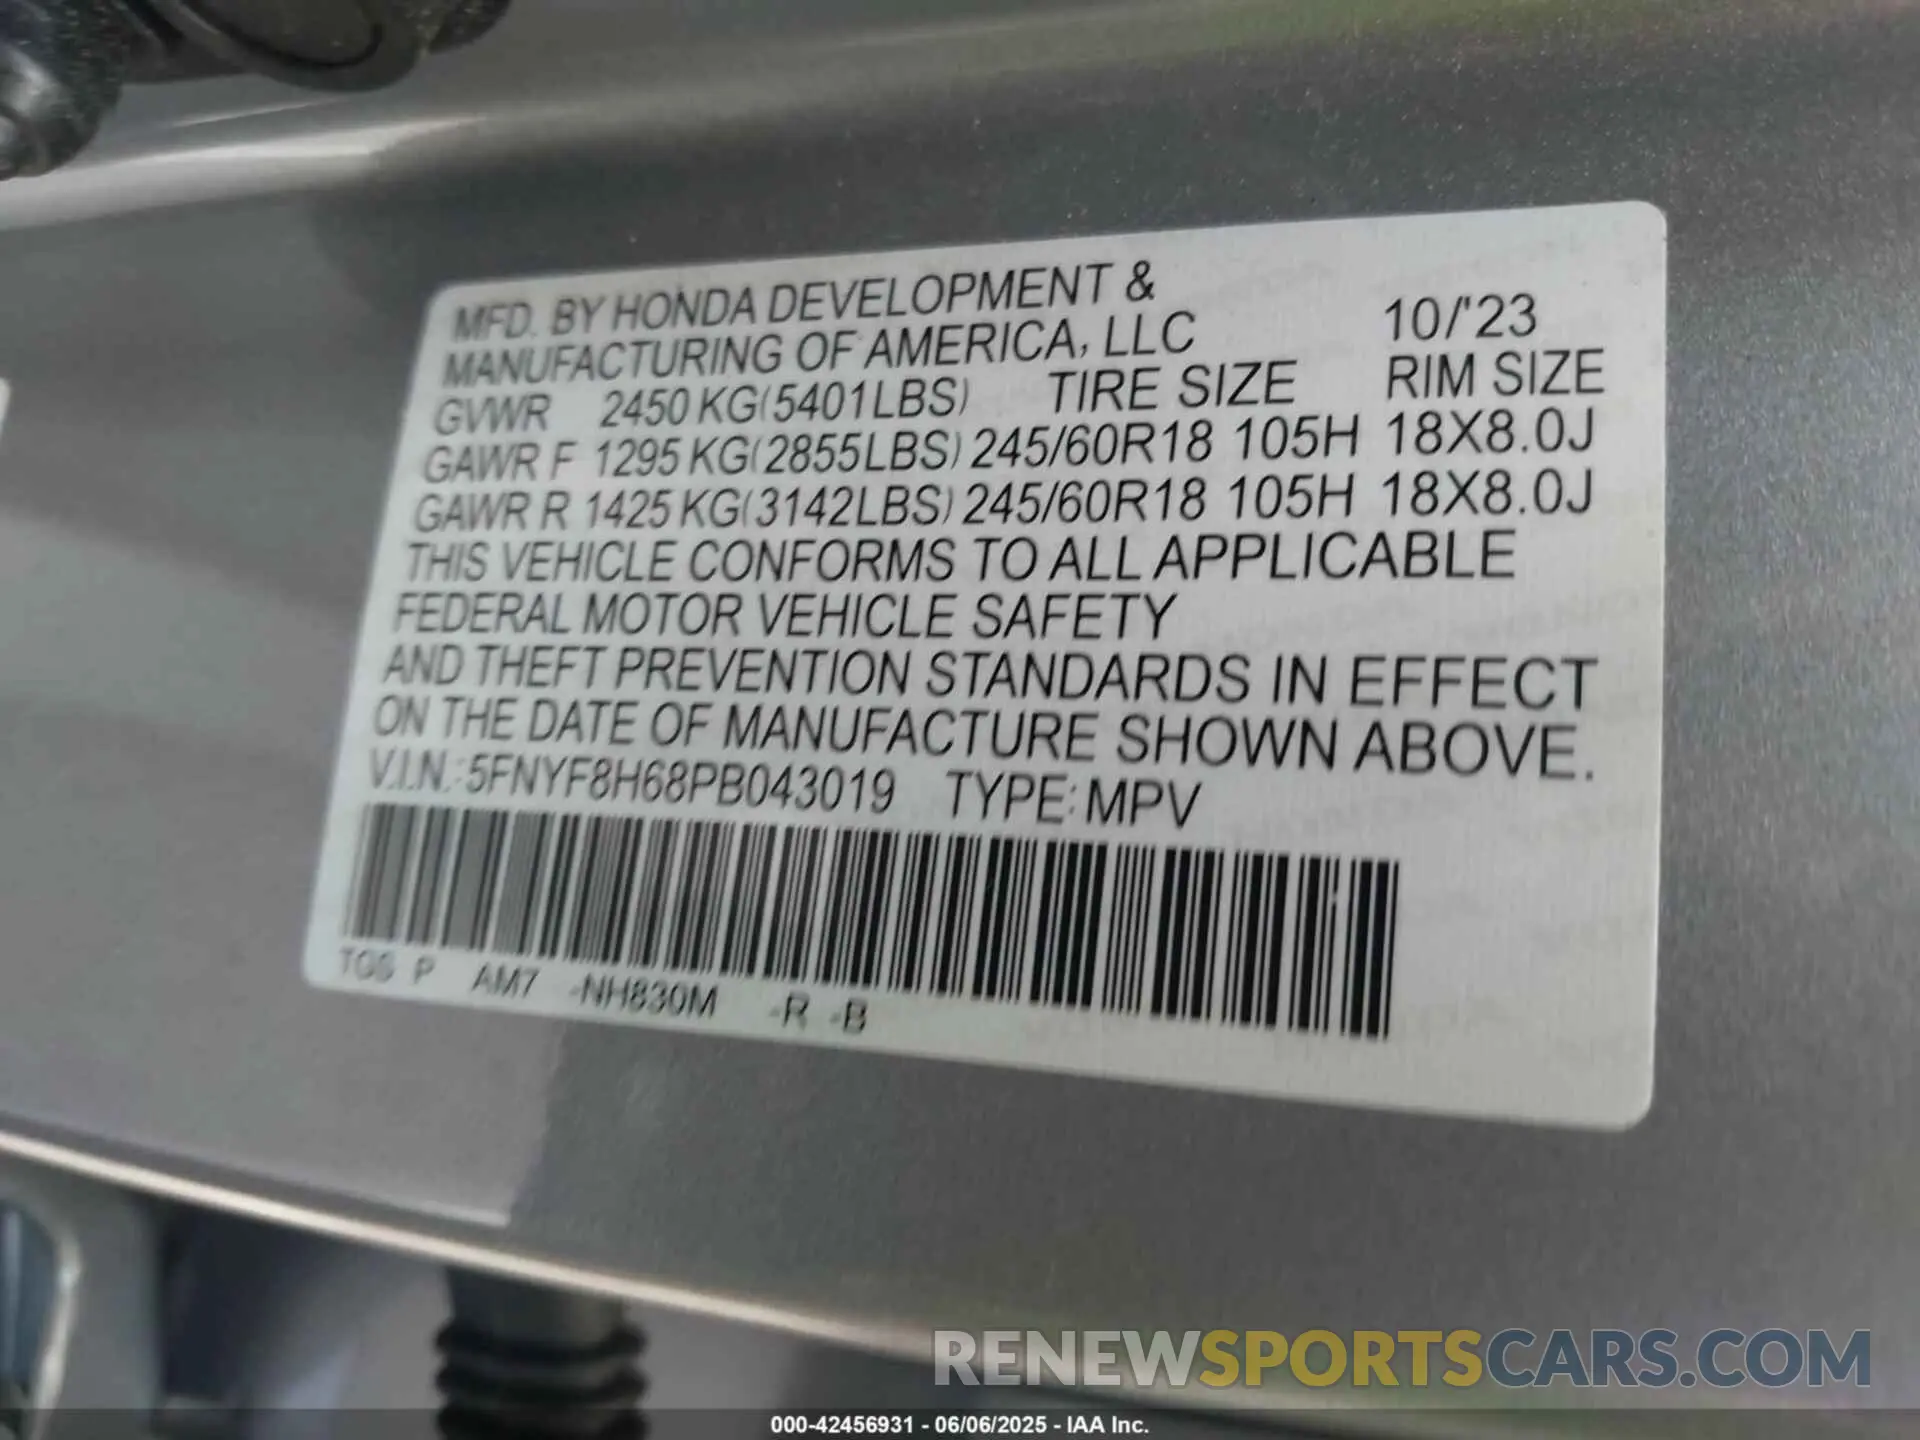 MFD. BY HONDA DEVELOPMENT &
MANUFACTURING OF AMERICA, LLC 10/'23
GVWR 2450 KG(5401LBS) TIRE SIZE RIM SIZE
GAWR F 1295 KG(2855LBS) 245/60R18 105H 18X8.0J
GAWR R 1425 KG(3142LBS) 245/60R18 105H 18X8.0J
THIS VEHICLE CONFORMS TO ALL APPLICABLE
FEDERAL MOTOR VEHICLE SAFETY
AND THEFT PREVENTION STANDARDS IN EFFECT
ON THE DATE OF MANUFACTURE SHOWN ABOVE.
V.I.N.: 5FNYF8H68PB043019 TYPE: MPV
P AM7 -NH830M -R -B
RENEWSPORTSCARS.COM
000-42456931 - 06/06/2025 - IAA Inc.